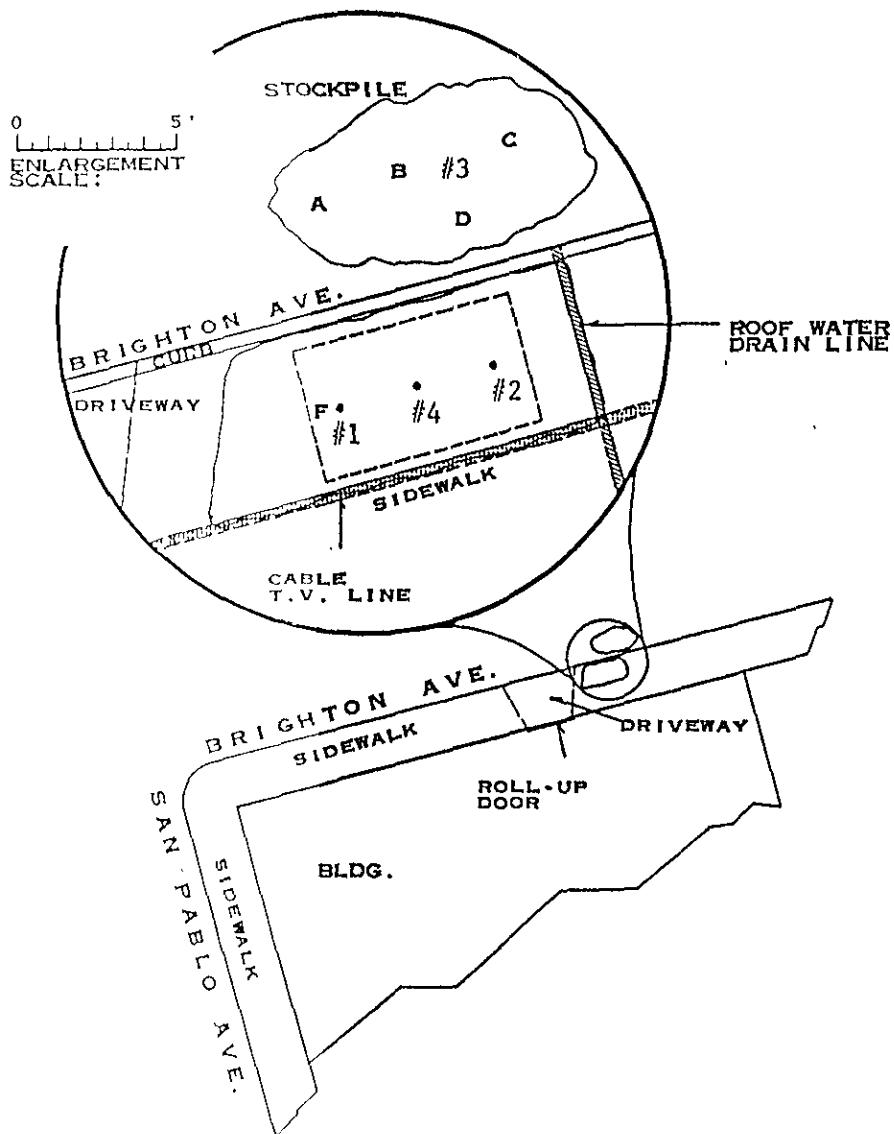 STOCKPILE
0 5'
ENLARGEMENT
SCALE:
C
B #3
A
D
BRIGHTON AVE.
CURB
ROOF WATER
DRAIN LINE
DRIVEWAY
F
#1
#4
#2
SIDEWALK
CABLE
T.V. LINE
BRIGHTON AVE.
SIDEWALK
DRIVEWAY
ROLL-UP
DOOR
SAN PABLO AVE.
SIDEWALK
BLDG.